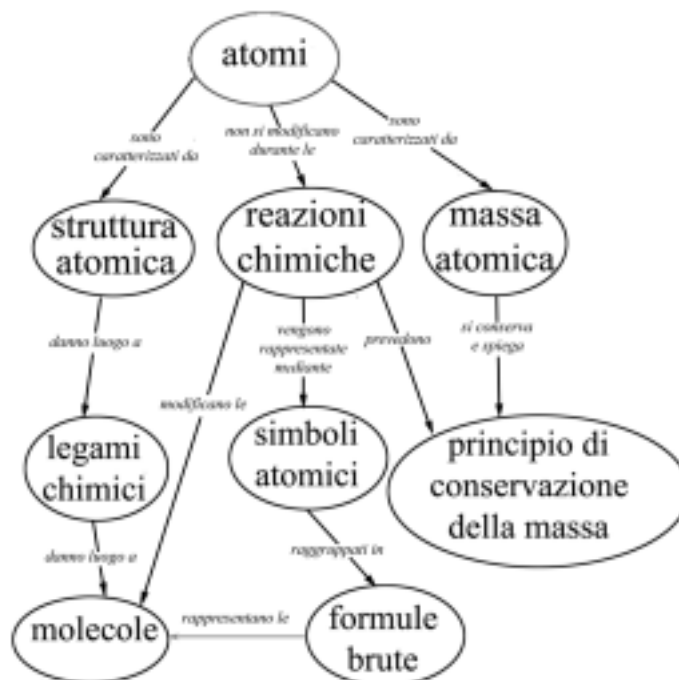 atomi
sono
caratterizzati da
non si modificano
durante le
sono
caratterizzati da
struttura
atomica
reazioni
chimiche
massa
atomica
danno luogo a
modificano le
vengono
rappresentate
mediante
prevedono
si conserva
e spiega
legami
chimici
simboli
atomici
principio di
conservazione
della massa
danno luogo a
raggruppati in
molecole
rappresentano le
formule
brute